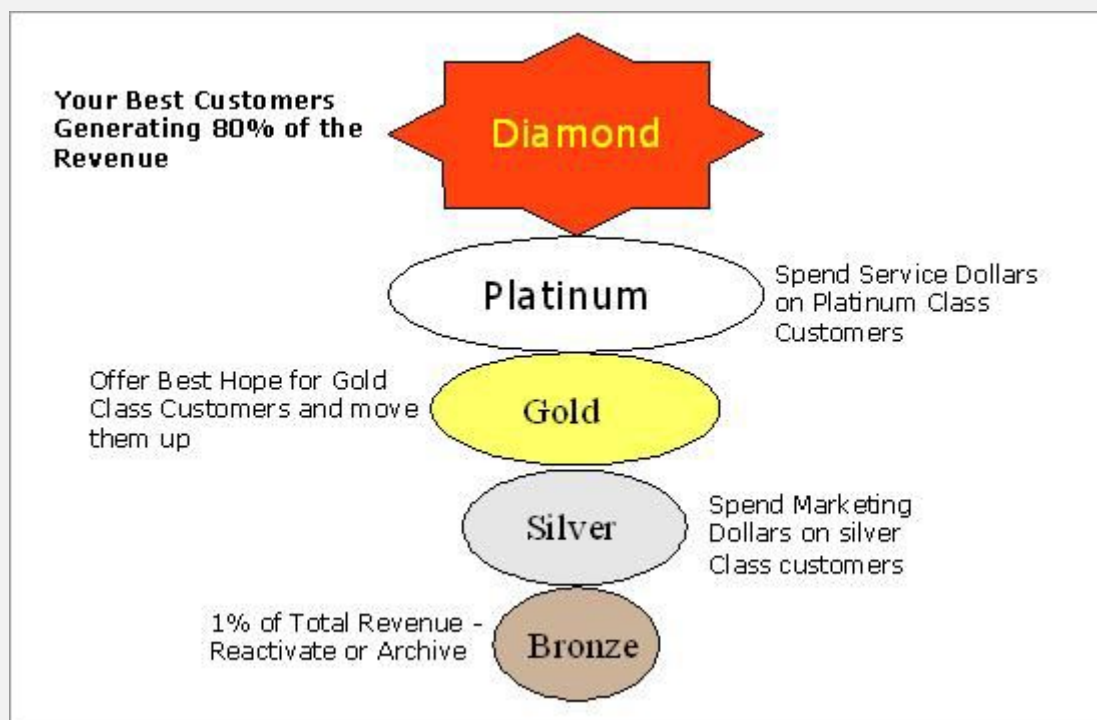 Your Best Customers
Generating 80% of the
Revenue
Diamond
Platinum
Spend Service Dollars
on Platinum Class
Customers
Offer Best Hope for Gold
Class Customers and move
them up
Gold
Silver
Spend Marketing
Dollars on silver
Class customers
1% of Total Revenue -
Reactivate or Archive
Bronze